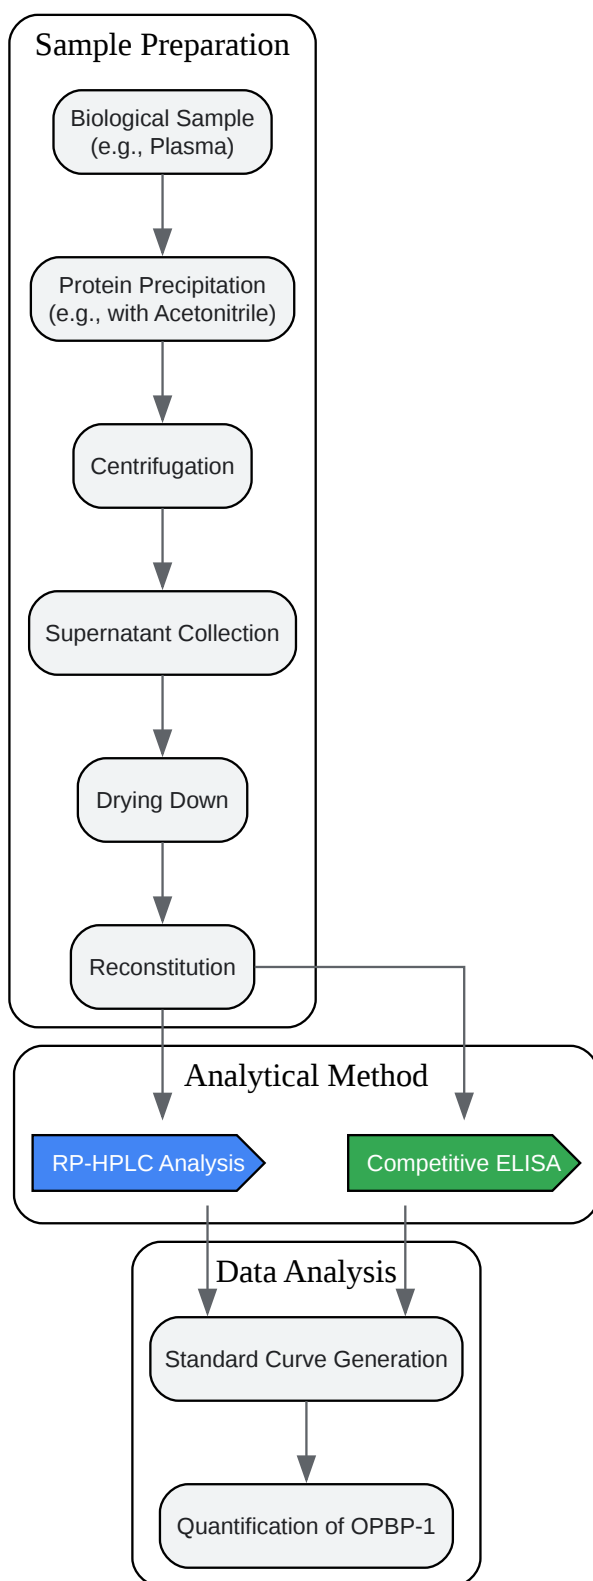 Sample Preparation
Biological Sample
(e.g., Plasma)
Protein Precipitation
(e.g., with Acetonitrile)
Centrifugation
Supernatant Collection
Drying Down
Reconstitution
Analytical Method
RP-HPLC Analysis
Competitive ELISA
Data Analysis
Standard Curve Generation
Quantification of OPBP-1